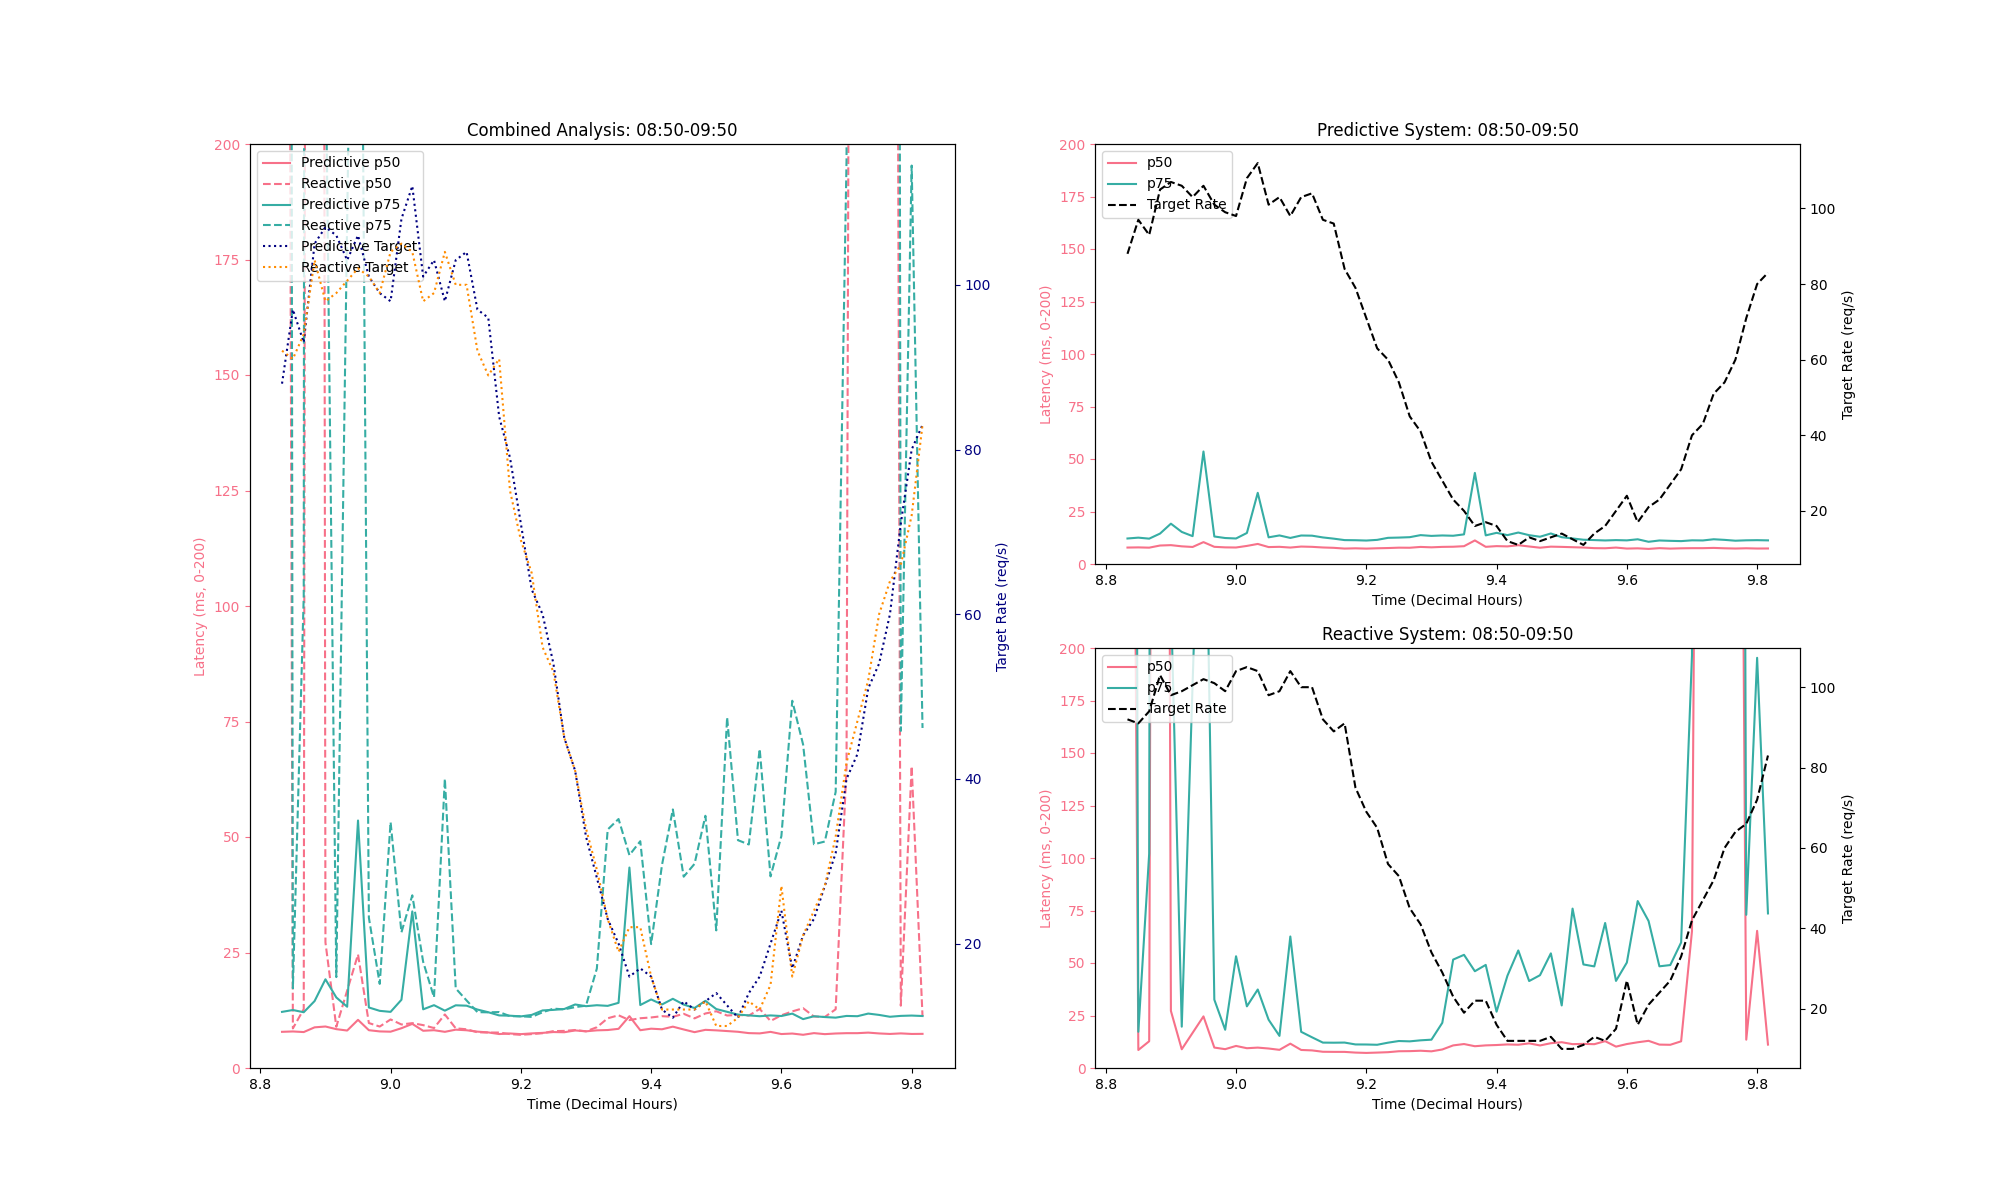 Combined Analysis: 08:50-09:50
200
175
150
125
100
75
50
25
0
Latency (ms, 0-200)
Predictive p50
Reactive p50
Predictive p75
Reactive p75
Predictive Target
Reactive Target
100
80
60
40
20
Target Rate (req/s)
8.8 9.0 9.2 9.4 9.6 9.8
Time (Decimal Hours)
Predictive System: 08:50-09:50
200
175
150
125
100
75
50
25
0
Latency (ms, 0-200)
p50
p75
Target Rate
100
80
60
40
20
Target Rate (req/s)
8.8 9.0 9.2 9.4 9.6 9.8
Time (Decimal Hours)
Reactive System: 08:50-09:50
200
175
150
125
100
75
50
25
0
Latency (ms, 0-200)
p50
p75
Target Rate
100
80
60
40
20
Target Rate (req/s)
8.8 9.0 9.2 9.4 9.6 9.8
Time (Decimal Hours)